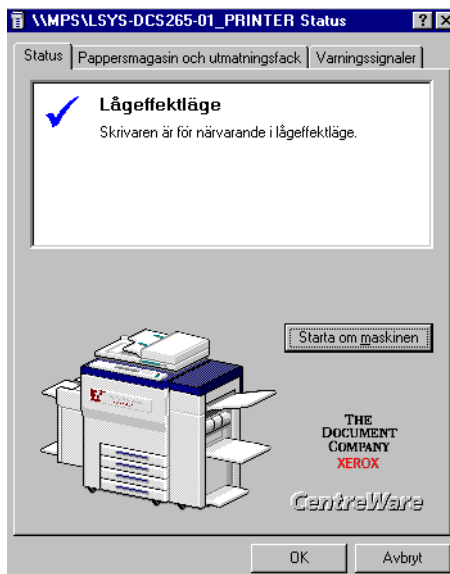 \\MPS\LSYS-DCS265-01_PRINTER Status
Status Pappersmagasin och utmatningsfack Varningssignaler
Lågeffektläge
Skrivaren är för närvarande i lågeffektläge.
Starta om maskinen
THE
DOCUMENT
COMPANY
XEROX
CentreWare
OK Avbryt